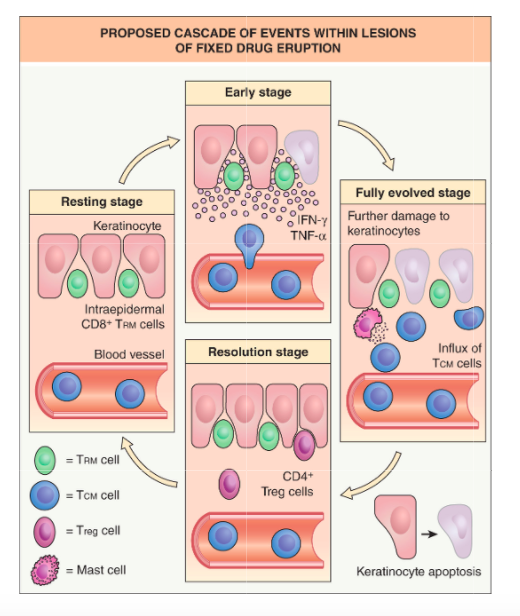 PROPOSED CASCADE OF EVENTS WITHIN LESIONS
OF FIXED DRUG ERUPTION
Early stage
IFN-γ
TNF-α
Resting stage
Keratinocyte
Intraepidermal
CD8+ TRM cells
Blood vessel
Fully evolved stage
Further damage to
keratinocytes
Influx of
TCM cells
Resolution stage
CD4+
Treg cells
= TRM cell
= TCM cell
= Treg cell
= Mast cell
Keratinocyte apoptosis